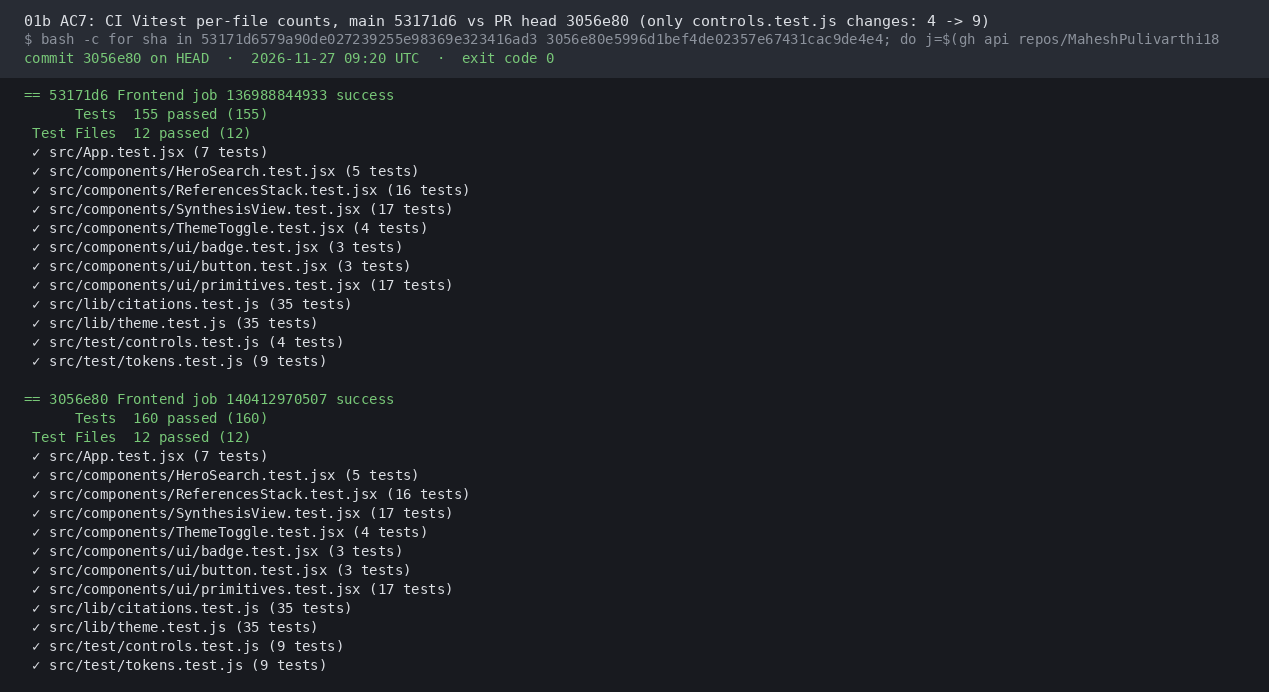 01b AC7: CI Vitest per-file counts, main 53171d6 vs PR head 3056e80 (only controls.test.js changes: 4 -> 9)
$ bash -c for sha in 53171d6579a90de027239255e98369e323416ad3 3056e80e5996d1bef4de02357e67431cac9de4e4; do j=$(gh api repos/MaheshPulivarthi18
commit 3056e80 on HEAD · 2026-11-27 09:20 UTC · exit code 0
== 53171d6 Frontend job 136988844933 success
Tests 155 passed (155)
Test Files 12 passed (12)
✓ src/App.test.jsx (7 tests)
✓ src/components/HeroSearch.test.jsx (5 tests)
✓ src/components/ReferencesStack.test.jsx (16 tests)
✓ src/components/SynthesisView.test.jsx (17 tests)
✓ src/components/ThemeToggle.test.jsx (4 tests)
✓ src/components/ui/badge.test.jsx (3 tests)
✓ src/components/ui/button.test.jsx (3 tests)
✓ src/components/ui/primitives.test.jsx (17 tests)
✓ src/lib/citations.test.js (35 tests)
✓ src/lib/theme.test.js (35 tests)
✓ src/test/controls.test.js (4 tests)
✓ src/test/tokens.test.js (9 tests)
== 3056e80 Frontend job 140412970507 success
Tests 160 passed (160)
Test Files 12 passed (12)
✓ src/App.test.jsx (7 tests)
✓ src/components/HeroSearch.test.jsx (5 tests)
✓ src/components/ReferencesStack.test.jsx (16 tests)
✓ src/components/SynthesisView.test.jsx (17 tests)
✓ src/components/ThemeToggle.test.jsx (4 tests)
✓ src/components/ui/badge.test.jsx (3 tests)
✓ src/components/ui/button.test.jsx (3 tests)
✓ src/components/ui/primitives.test.jsx (17 tests)
✓ src/lib/citations.test.js (35 tests)
✓ src/lib/theme.test.js (35 tests)
✓ src/test/controls.test.js (9 tests)
✓ src/test/tokens.test.js (9 tests)